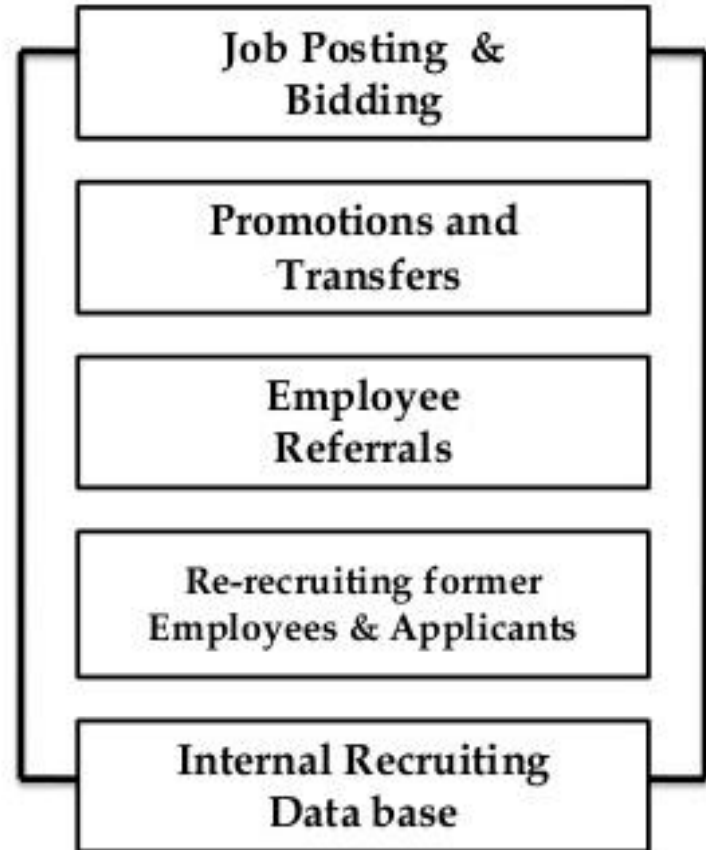 Job Posting &
Bidding
Promotions and
Transfers
Employee
Referrals
Re-recruiting former
Employees & Applicants
Internal Recruiting
Data base